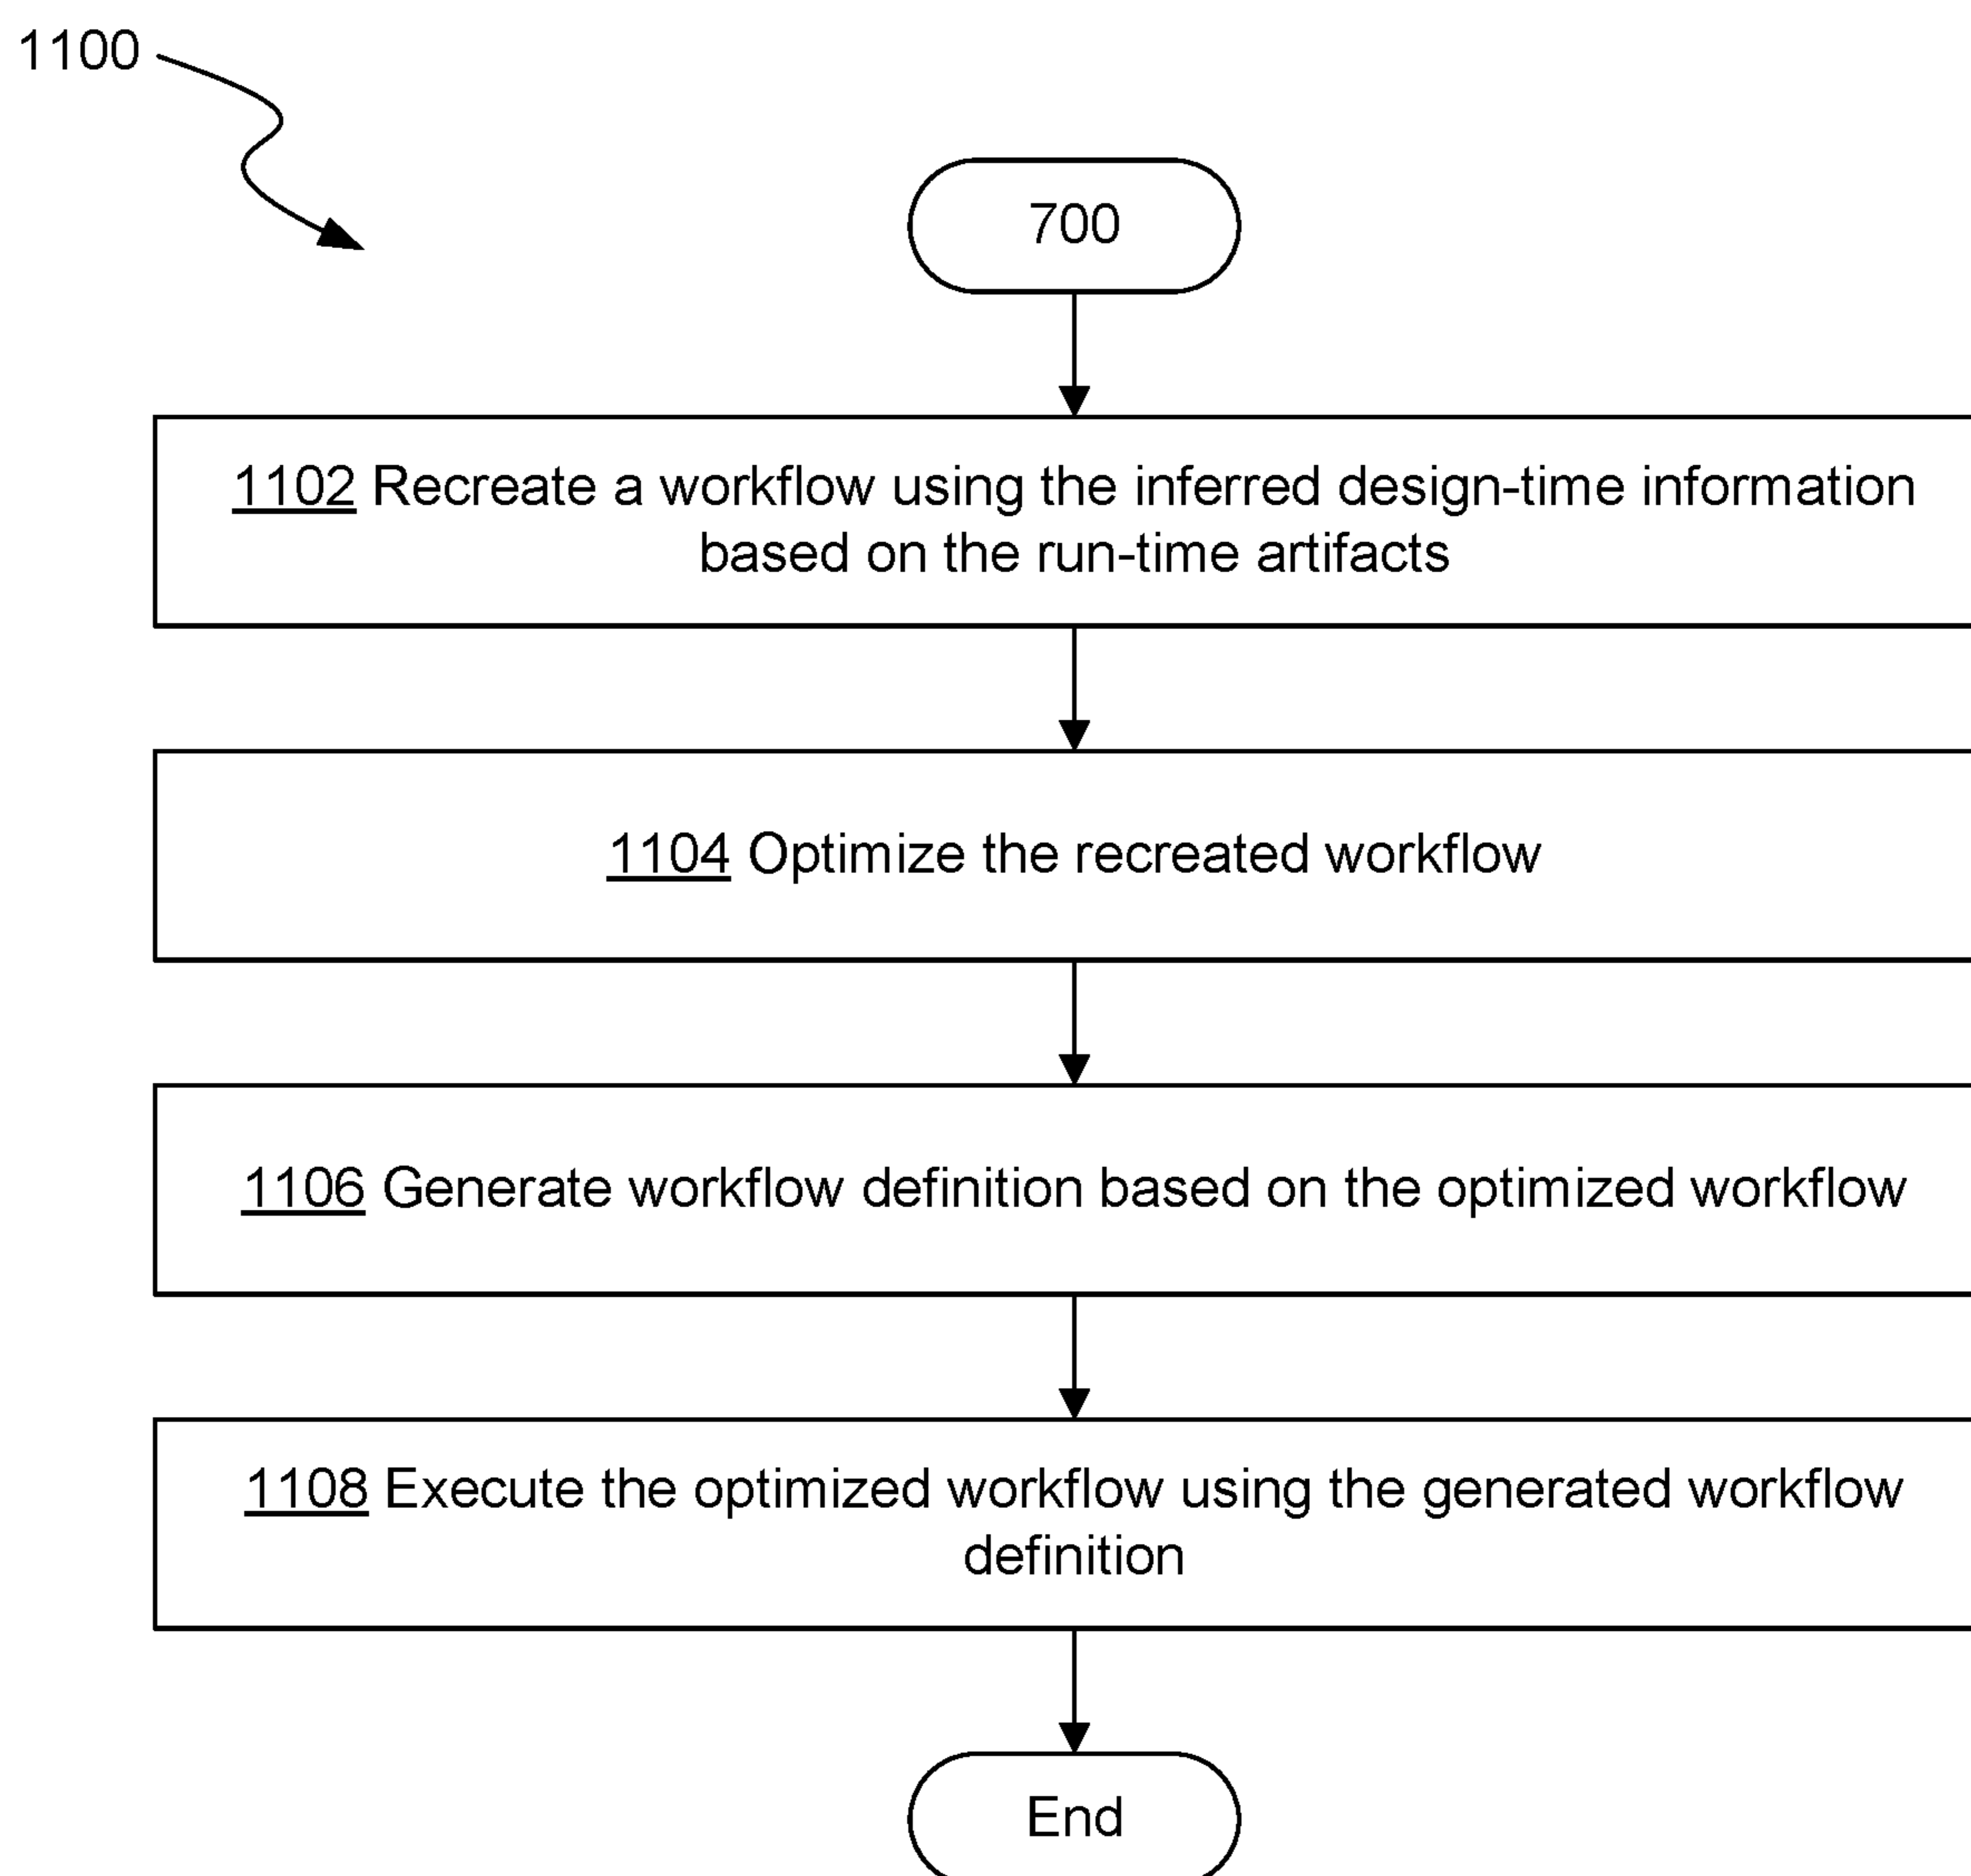 1100
700
1102 Recreate a workflow using the inferred design-time information
based on the run-time artifacts
1104 Optimize the recreated workflow
1106 Generate workflow definition based on the optimized workflow
1108 Execute the optimized workflow using the generated workflow
definition
End